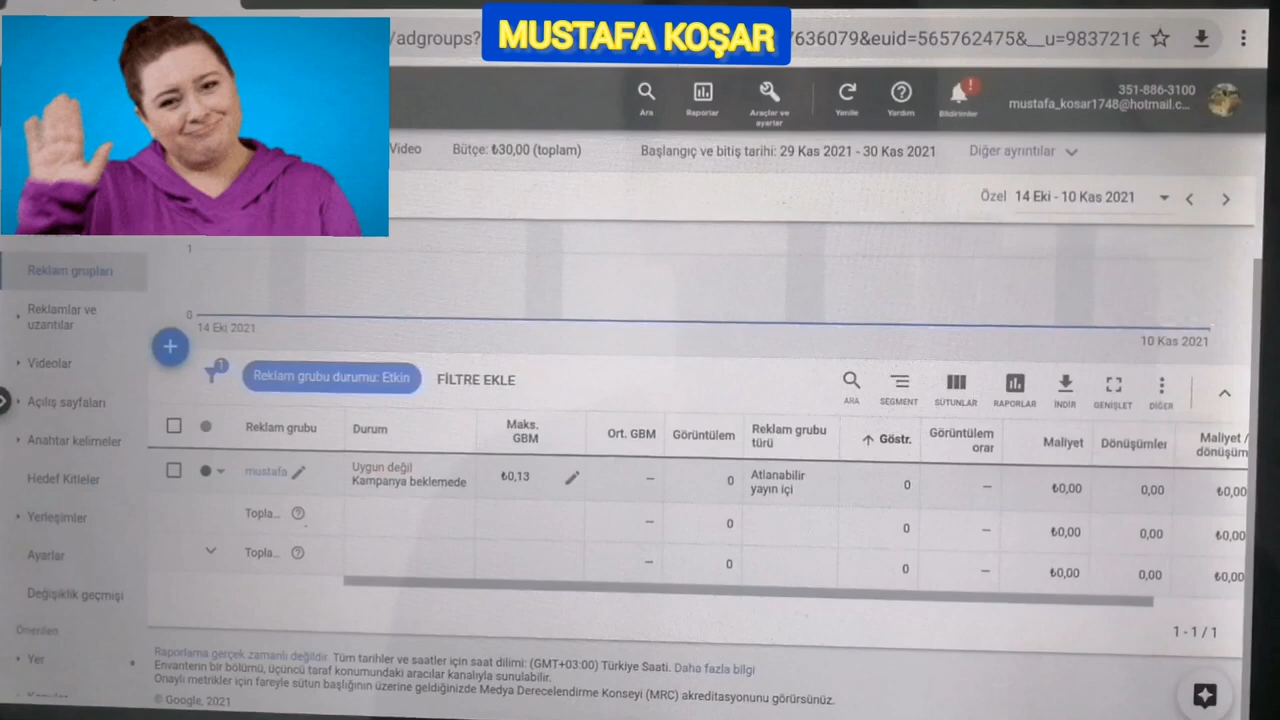 MUSTAFA KOŞAR
/adgroups?
7636079&euid=565762475&__u=9837216
Ara
Raporlar
Araçlar ve
ayarlar
Yenile
Yardım
Bildirimler
351-886-3100
mustafa_kosar1748@hotmail.c...
Video
Bütçe: ₺30,00 (toplam)
Başlangıç ve bitiş tarihi: 29 Kas 2021 - 30 Kas 2021
Diğer ayrıntılar
Özel 14 Eki - 10 Kas 2021
1
0
14 Eki 2021
10 Kas 2021
Reklam grupları
Reklamlar ve
uzantılar
Videolar
Açılış sayfaları
Anahtar kelimeler
Hedef Kitleler
Yerleşimler
Ayarlar
Değişiklik geçmişi
Önerilen
Yer
1
Reklam grubu durumu: Etkin
FİLTRE EKLE
ARA
SEGMENT
SÜTUNLAR
RAPORLAR
İNDİR
GENİŞLET
DİĞER
Reklam grubu
Durum
Maks.
GBM
Ort. GBM
Görüntülem
Reklam grubu
türü
Göstr.
Görüntülem
orar
Maliyet
Dönüşümler
Maliyet /
dönüşüm
mustafa
Uygun değil
Kampanya beklemede
₺0,13
–
0
Atlanabilir
yayın içi
0
–
₺0,00
0,00
₺0,00
Topla...
–
0
0
–
₺0,00
0,00
₺0,00
Topla...
–
0
0
–
₺0,00
0,00
₺0,00
1 - 1 / 1
Raporlama gerçek zamanlı değildir. Tüm tarihler ve saatler için saat dilimi: (GMT+03:00) Türkiye Saati. Daha fazla bilgi
Envanterin bir bölümü, üçüncü taraf konumundaki aracılar kanalıyla sunulabilir.
Onaylı metrikler için fareyle sütun başlığının üzerine geldiğinizde Medya Derecelendirme Konseyi (MRC) akreditasyonunu görürsünüz.
© Google, 2021